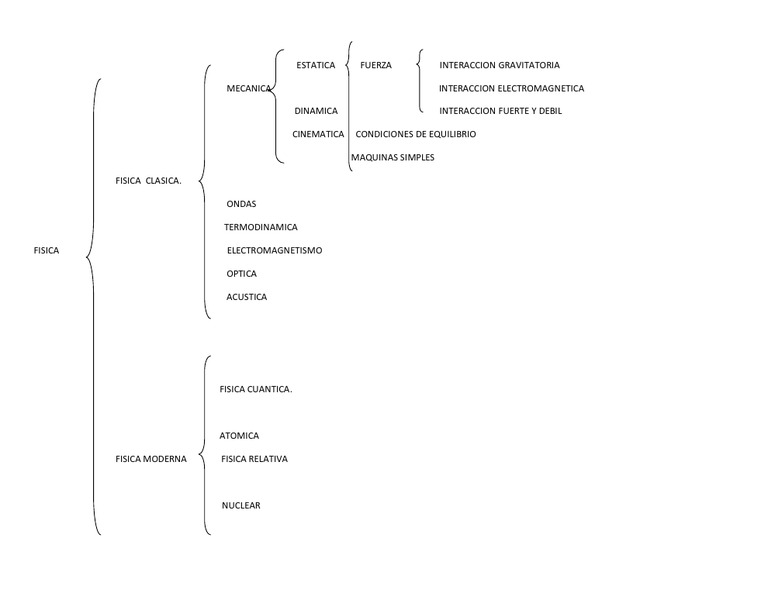 ESTATICA FUERZA INTERACCION GRAVITATORIA
MECANICA INTERACCION ELECTROMAGNETICA
DINAMICA INTERACCION FUERTE Y DEBIL
CINEMATICA CONDICIONES DE EQUILIBRIO
MAQUINAS SIMPLES
FISICA CLASICA.
ONDAS
TERMODINAMICA
FISICA ELECTROMAGNETISMO
OPTICA
ACUSTICA
FISICA CUANTICA.
ATOMICA
FISICA MODERNA FISICA RELATIVA
NUCLEAR